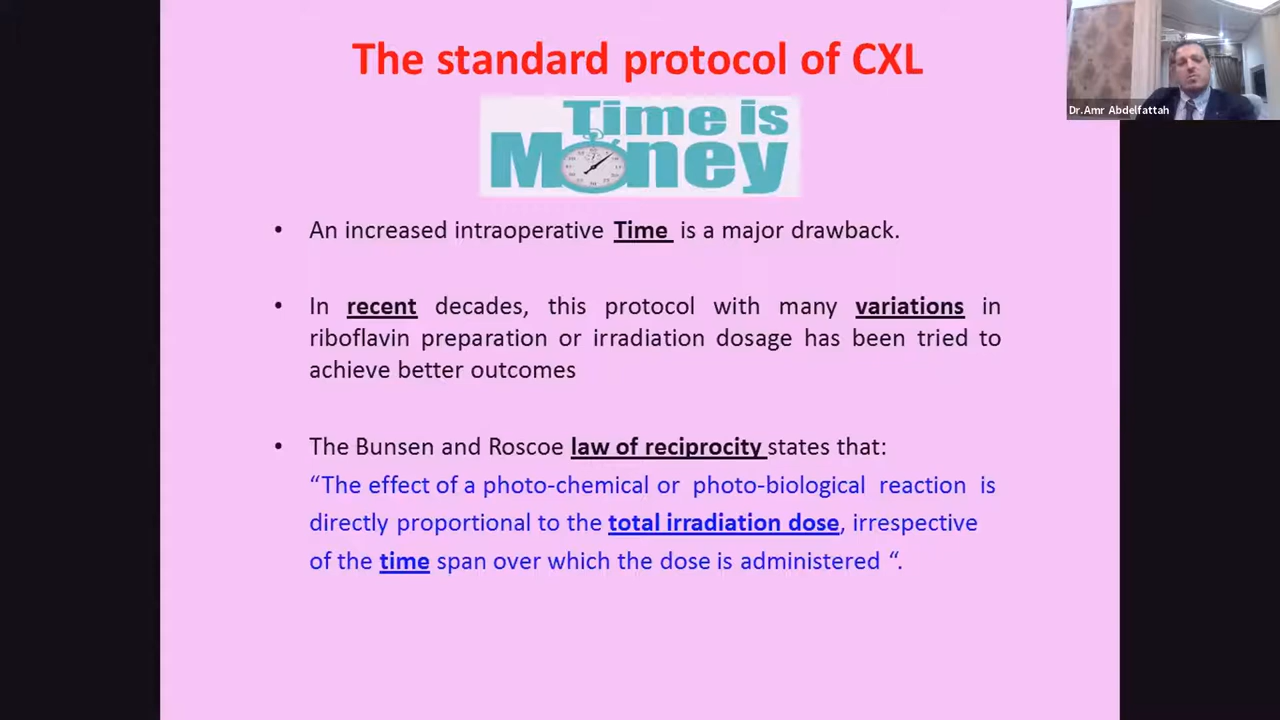 The standard protocol of CXL
Time is
Money
Dr.Amr Abdelfattah
• An increased intraoperative Time is a major drawback.
• In recent decades, this protocol with many variations in
riboflavin preparation or irradiation dosage has been tried to
achieve better outcomes
• The Bunsen and Roscoe law of reciprocity states that:
“The effect of a photo-chemical or photo-biological reaction is
directly proportional to the total irradiation dose, irrespective
of the time span over which the dose is administered “.